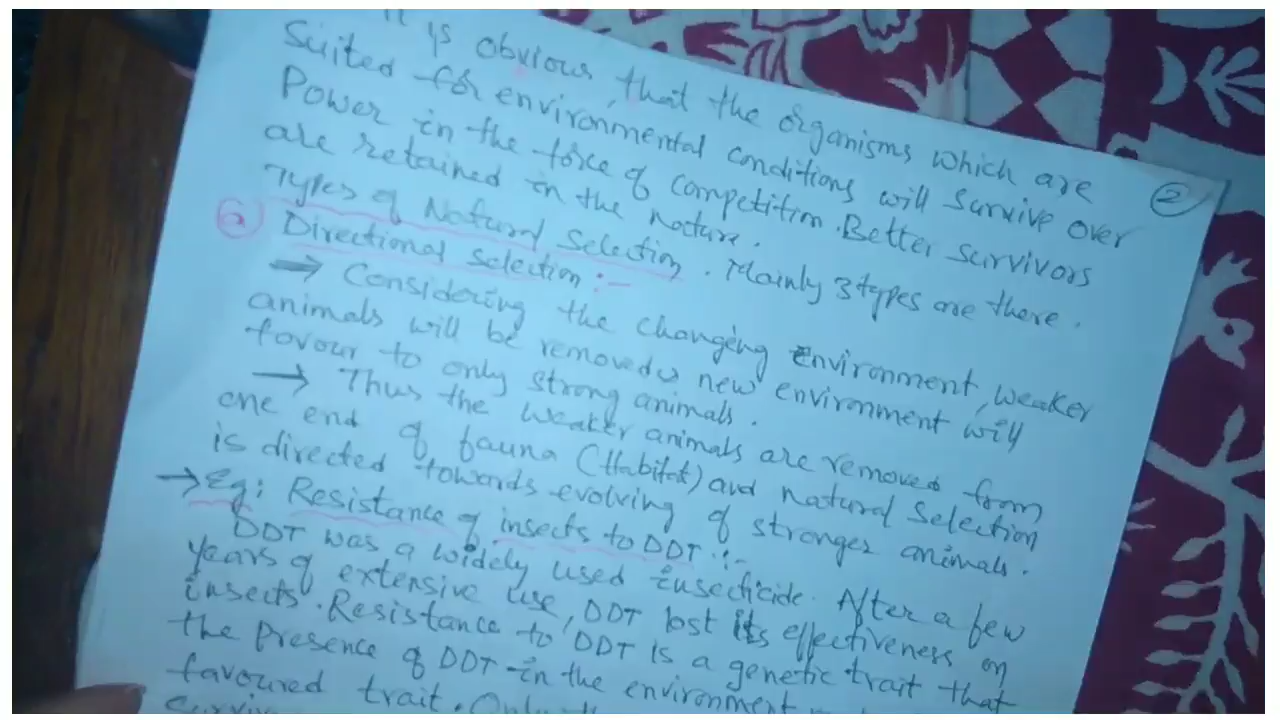 It is obvious, that the organisms which are
Suited for environmental conditions will survive over
Power in the force of competition. Better survivors
are retained in the nature.
②
Types of Natural Selection. Mainly 3 types are there.
a) Directional selection :-
→ Considering the changing Environment, weaker
animals will be removed, new environment will
favour to only strong animals.
→ Thus the weaker animals are removed from
one end of fauna (Habitat) and natural selection
is directed towards evolving of stronger animals.
→ Eg: Resistance of insects to DDT :-
DDT was a widely used insecticide. After a few
years of extensive use, DDT lost its effectiveness on
insects. Resistance to DDT is a genetic trait that
the presence of DDT in the environment
favoured trait. Only